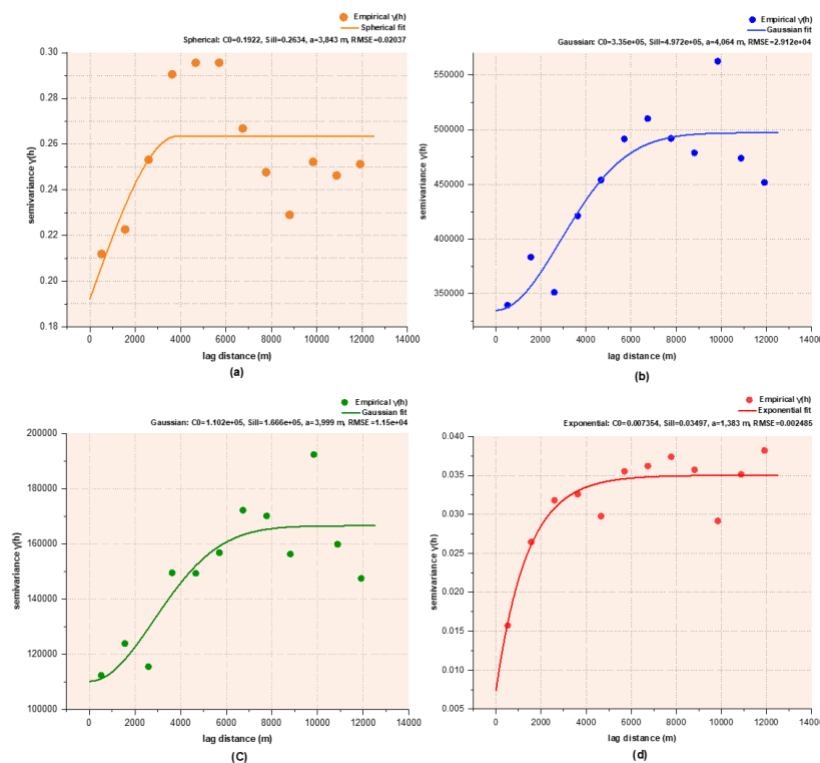 Empirical γ(h)
Spherical fit
Spherical: C0=0.1922, Sill=0.2634, a=3,843 m, RMSE=0.02037
0.30
0.28
0.26
0.24
0.22
0.20
0.18
semivariance γ(h)
0 2000 4000 6000 8000 10000 12000 14000
lag distance (m)
(a)
Empirical γ(h)
Gaussian fit
Gaussian: C0=3.35e+05, Sill=4.972e+05, a=4,064 m, RMSE=2.912e+04
550000
500000
450000
400000
350000
semivariance γ(h)
0 2000 4000 6000 8000 10000 12000 14000
lag distance (m)
(b)
Empirical γ(h)
Gaussian fit
Gaussian: C0=1.102e+05, Sill=1.666e+05, a=3,999 m, RMSE=1.15e+04
200000
180000
160000
140000
120000
100000
semivariance γ(h)
0 2000 4000 6000 8000 10000 12000 14000
lag distance (m)
(C)
Empirical γ(h)
Exponential fit
Exponential: C0=0.007354, Sill=0.03497, a=1,383 m, RMSE=0.002485
0.040
0.035
0.030
0.025
0.020
0.015
0.010
0.005
semivariance γ(h)
0 2000 4000 6000 8000 10000 12000 14000
lag distance (m)
(d)